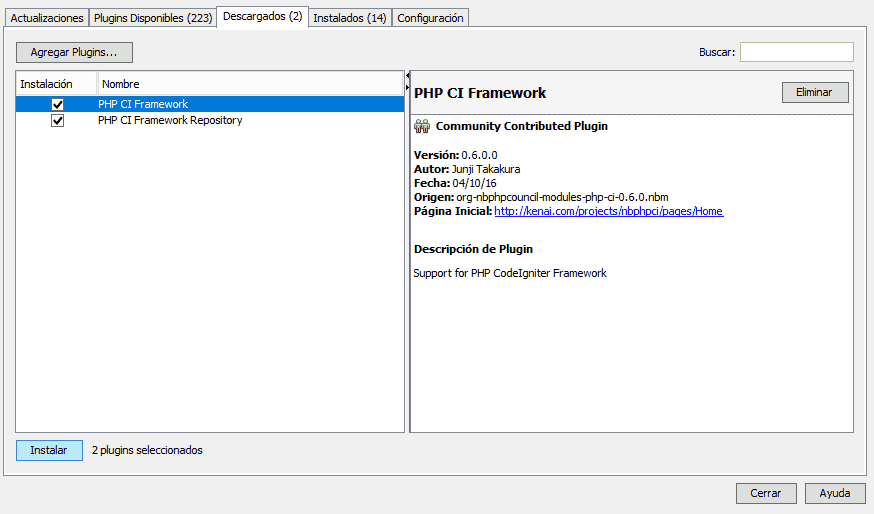 Actualizaciones Plugins Disponibles (223) Descargados (2) Instalados (14) Configuración
Agregar Plugins... Buscar:
Instalación Nombre
PHP CI Framework
PHP CI Framework Repository
PHP CI Framework Eliminar
Community Contributed Plugin
Versión: 0.6.0.0
Autor: Junji Takakura
Fecha: 04/10/16
Origen: org-nbphpcouncil-modules-php-ci-0.6.0.nbm
Página Inicial: http://kenai.com/projects/nbphpci/pages/Home
Descripción de Plugin
Support for PHP CodeIgniter Framework
Instalar 2 plugins seleccionados
Cerrar Ayuda